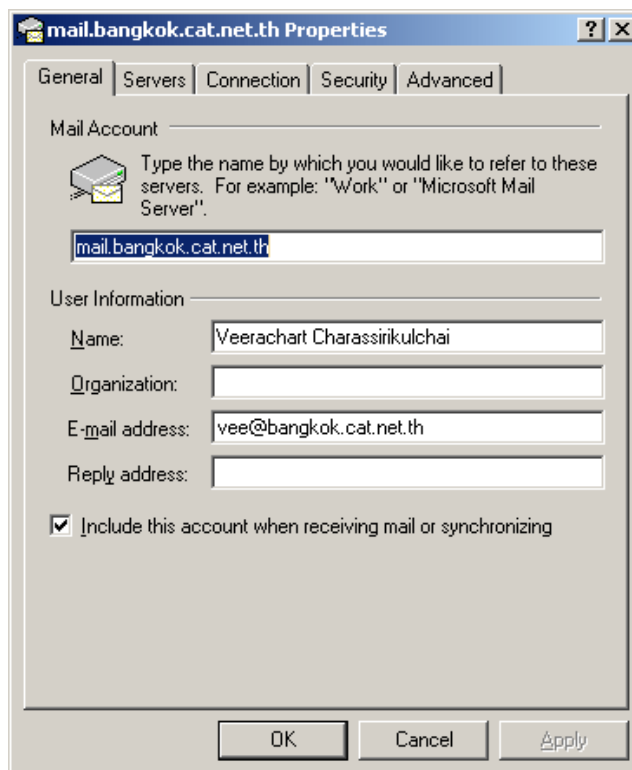 mail.bangkok.cat.net.th Properties
General Servers Connection Security Advanced
Mail Account
Type the name by which you would like to refer to these
servers. For example: "Work" or "Microsoft Mail
Server".
mail.bangkok.cat.net.th
User Information
Name: Veerachart Charassirikulchai
Organization:
E-mail address: vee@bangkok.cat.net.th
Reply address:
Include this account when receiving mail or synchronizing
OK Cancel Apply